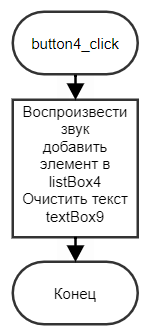 button4_click
Воспроизвести
звук
добавить
элемент в
listBox4
Очистить текст
textBox9
Конец